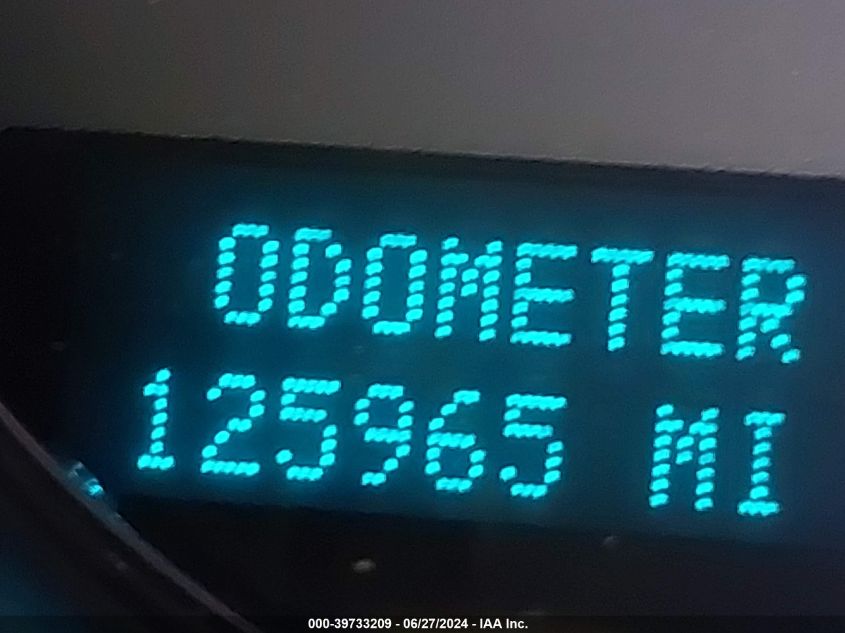 ODOMETER
125965 MI
000-39733209 - 06/27/2024 - IAA Inc.